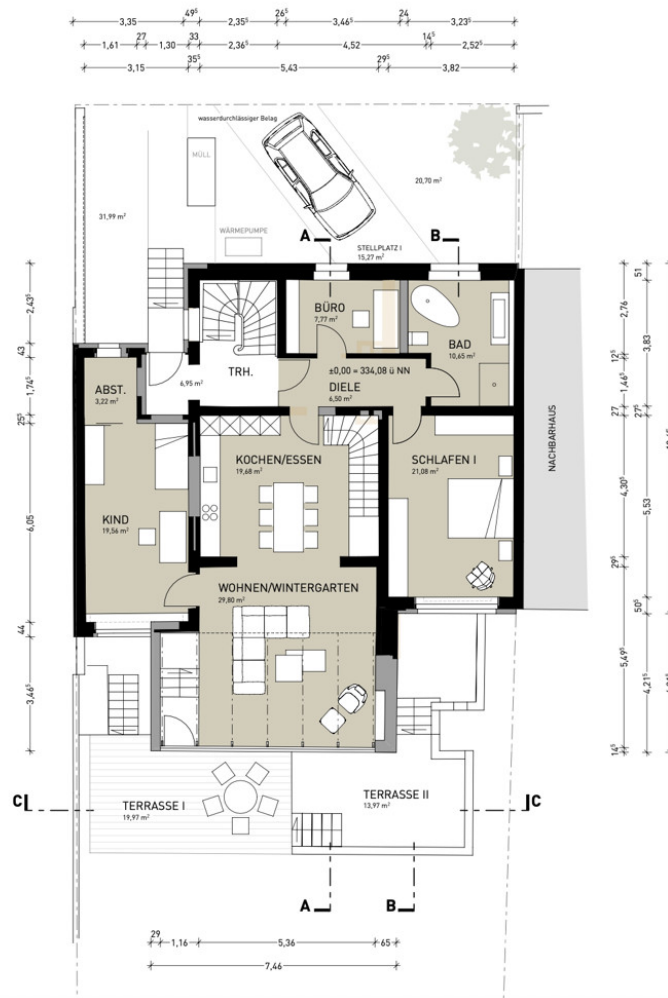 3,35
49⁵
2,35⁵
26⁵
3,46⁵
24
3,23⁵
1,61
27
1,30
33
2,36⁵
4,52
14⁵
2,52⁵
3,15
35⁵
5,43
29⁵
3,82
wasserdurchlässiger Belag
MÜLL
20,70 m²
31,99 m²
WÄRMEPUMPE
A
B
STELLPLATZ I
15,27 m²
BÜRO
7,77 m²
BAD
10,65 m²
TRH.
6,95 m²
±0,00 = 334,08 ü NN
DIELE
6,50 m²
ABST.
3,22 m²
KOCHEN/ESSEN
19,68 m²
SCHLAFEN I
21,08 m²
NACHBARHAUS
KIND
19,56 m²
WOHNEN/WINTERGARTEN
29,80 m²
C
TERRASSE I
19,97 m²
TERRASSE II
13,97 m²
C
A
B
2,43⁵
43
1,74⁵
25⁵
6,05
44
3,46⁵
2,76
12⁵
1,46⁵
27
4,30⁵
29⁵
5,49⁵
14⁵
51
3,83
27⁵
5,53
50⁵
4,21⁵
29
1,16
5,36
65
7,46